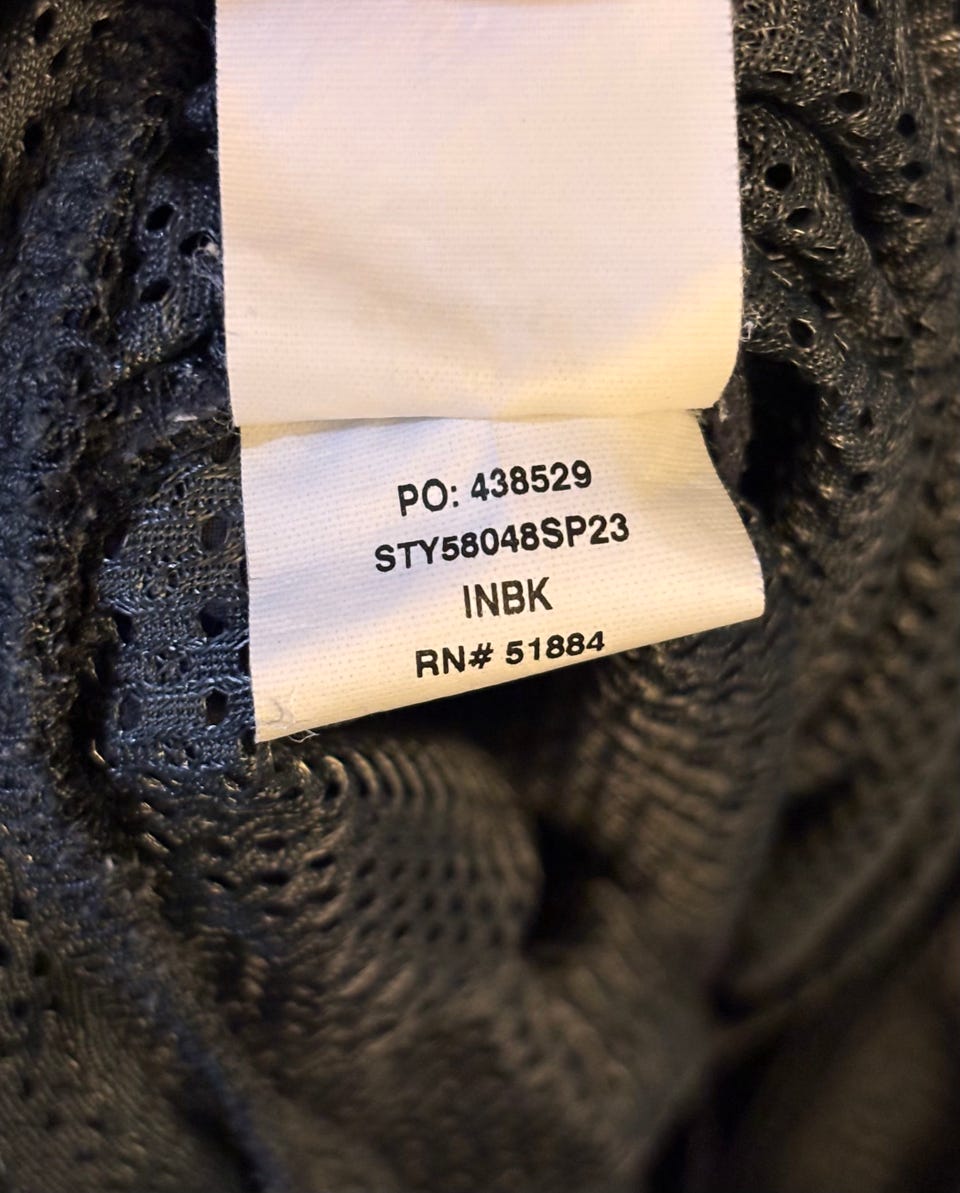 PO: 438529
STY58048SP23
INBK
RN# 51884